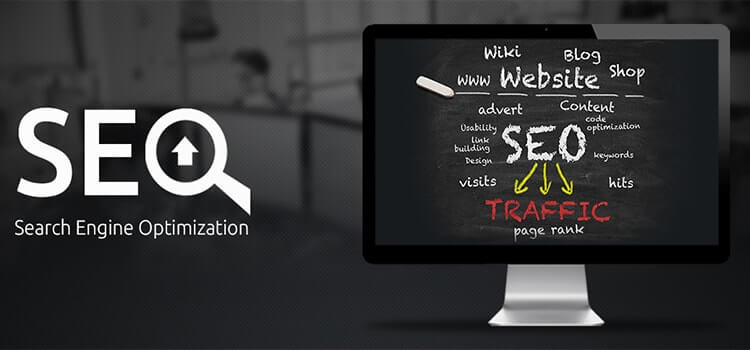 SEO
Search Engine Optimization
Wiki Blog
www Website Shop
advert Content
Usability SEO code optimization
link building keywords
Design
visits hits
TRAFFIC
page rank